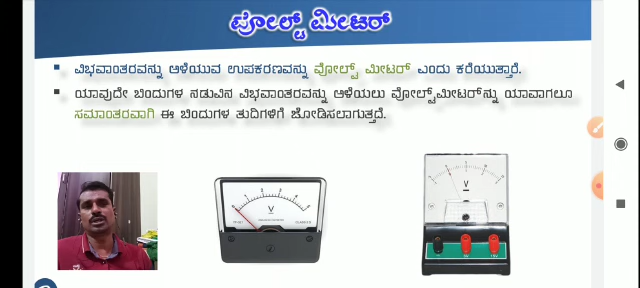 ವೋಲ್ಟ್ ಮೀಟರ್
ವಿಭವಾಂತರವನ್ನು ಅಳೆಯುವ ಉಪಕರಣವನ್ನು ವೋಲ್ಟ್ ಮೀಟರ್ ಎಂದು ಕರೆಯುತ್ತಾರೆ.
ಯಾವುದೇ ಬಿಂದುಗಳ ನಡುವಿನ ವಿಭವಾಂತರವನ್ನು ಅಳೆಯಲು ವೋಲ್ಟ್‌ಮೀಟರ್‌ನ್ನು ಯಾವಾಗಲೂ
ಸಮಾಂತರವಾಗಿ ಈ ಬಿಂದುಗಳ ತುದಿಗಳಿಗೆ ಜೋಡಿಸಲಾಗುತ್ತದೆ.
V
V